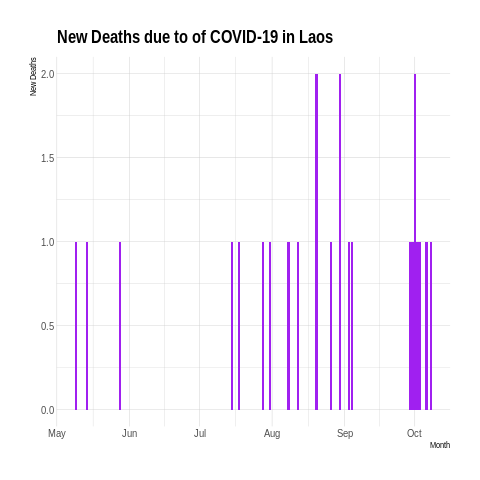 New Deaths due to of COVID-19 in Laos
New Deaths
2.0
1.5
1.0
0.5
0.0
May Jun Jul Aug Sep Oct
Month